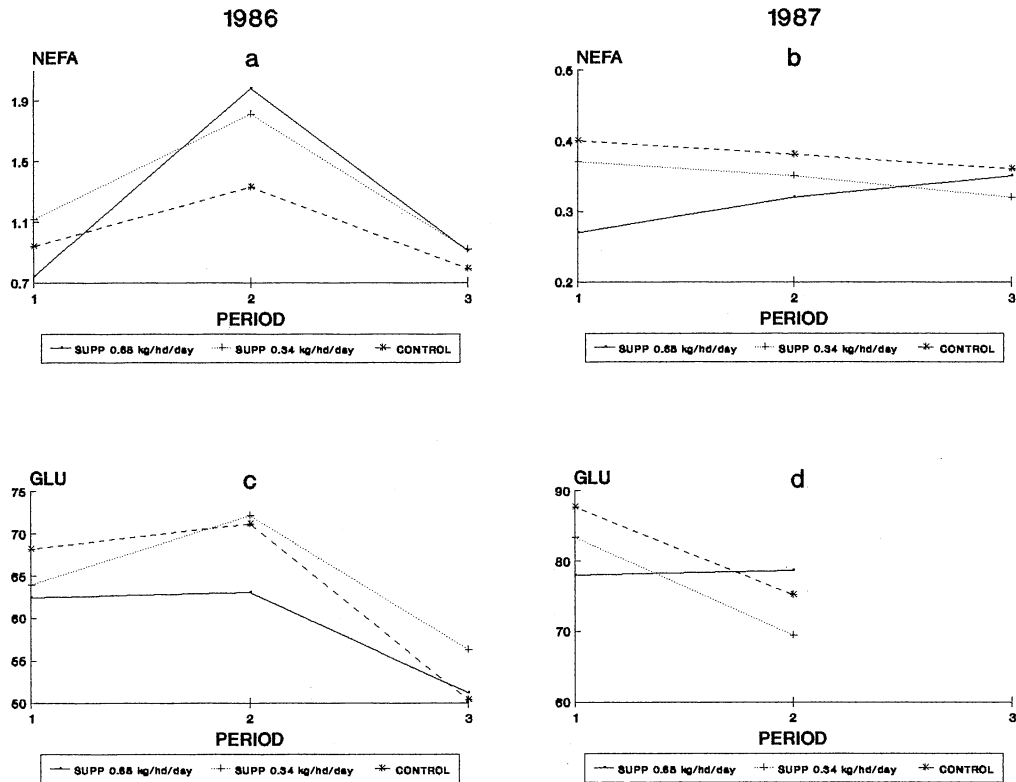 1986
1987
NEFA
a
1.9
1.5
1.1
0.7
1
2
3
PERIOD
SUPP 0.68 kg/hd/day SUPP 0.34 kg/hd/day CONTROL
NEFA
b
0.5
0.4
0.3
0.2
1
2
3
PERIOD
SUPP 0.68 kg/hd/day SUPP 0.34 kg/hd/day CONTROL
GLU
c
75
70
65
60
55
50
1
2
3
PERIOD
SUPP 0.68 kg/hd/day SUPP 0.34 kg/hd/day CONTROL
GLU
d
90
80
70
60
1
2
3
PERIOD
SUPP 0.68 kg/hd/day SUPP 0.34 kg/hd/day CONTROL